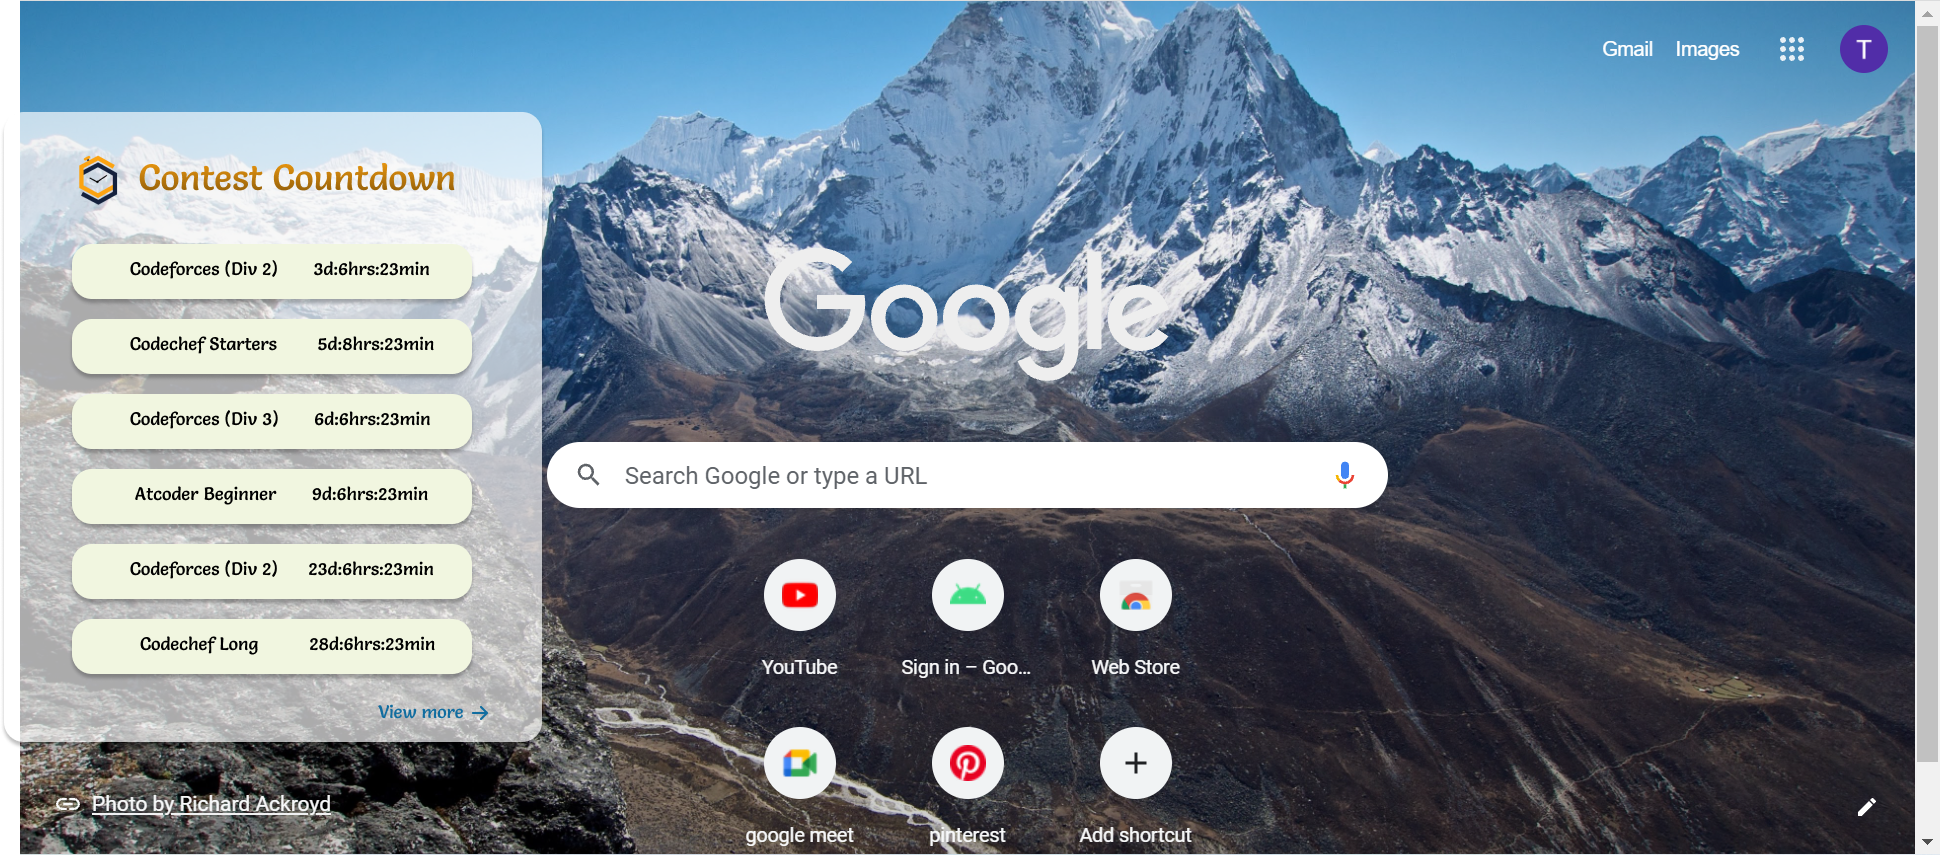 Gmail Images T
Contest Countdown
Codeforces (Div 2) 3d:6hrs:23min
Codechef Starters 5d:8hrs:23min
Codeforces (Div 3) 6d:6hrs:23min
Atcoder Beginner 9d:6hrs:23min
Codeforces (Div 2) 23d:6hrs:23min
Codechef Long 28d:6hrs:23min
View more →
Google
Search Google or type a URL
YouTube Sign in – Goo... Web Store
google meet pinterest Add shortcut
Photo by Richard Ackroyd